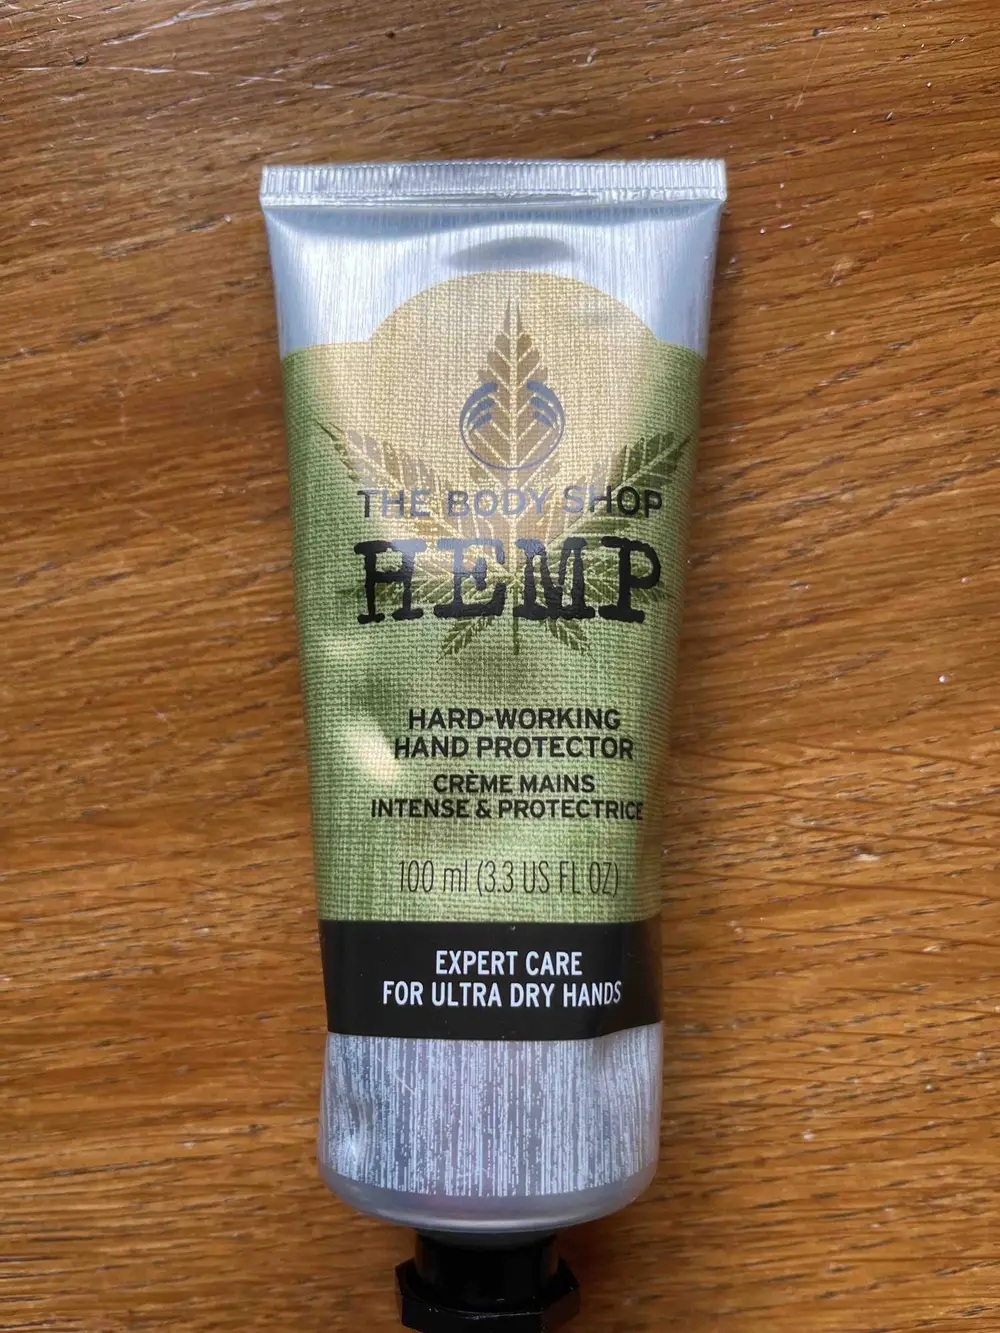 THE BODY SHOP
HEMP
HARD-WORKING
HAND PROTECTOR
CRÈME MAINS
INTENSE & PROTECTRICE
100 ml (3.3 US FL OZ)
EXPERT CARE
FOR ULTRA DRY HANDS